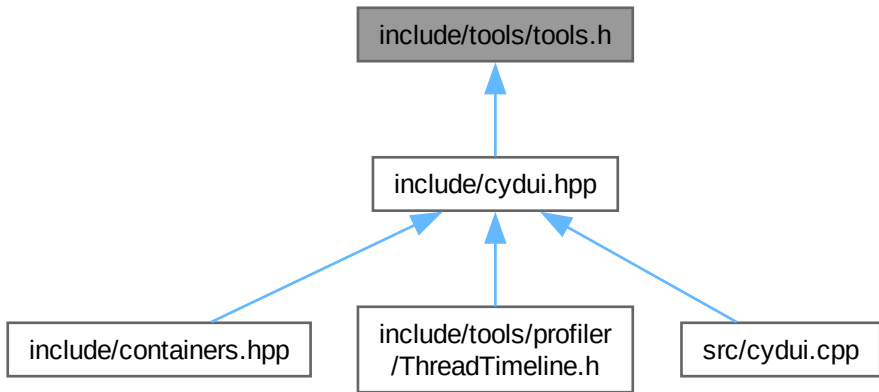 include/tools/tools.h
include/cydui.hpp
include/containers.hpp
include/tools/profiler
/ThreadTimeline.h
src/cydui.cpp